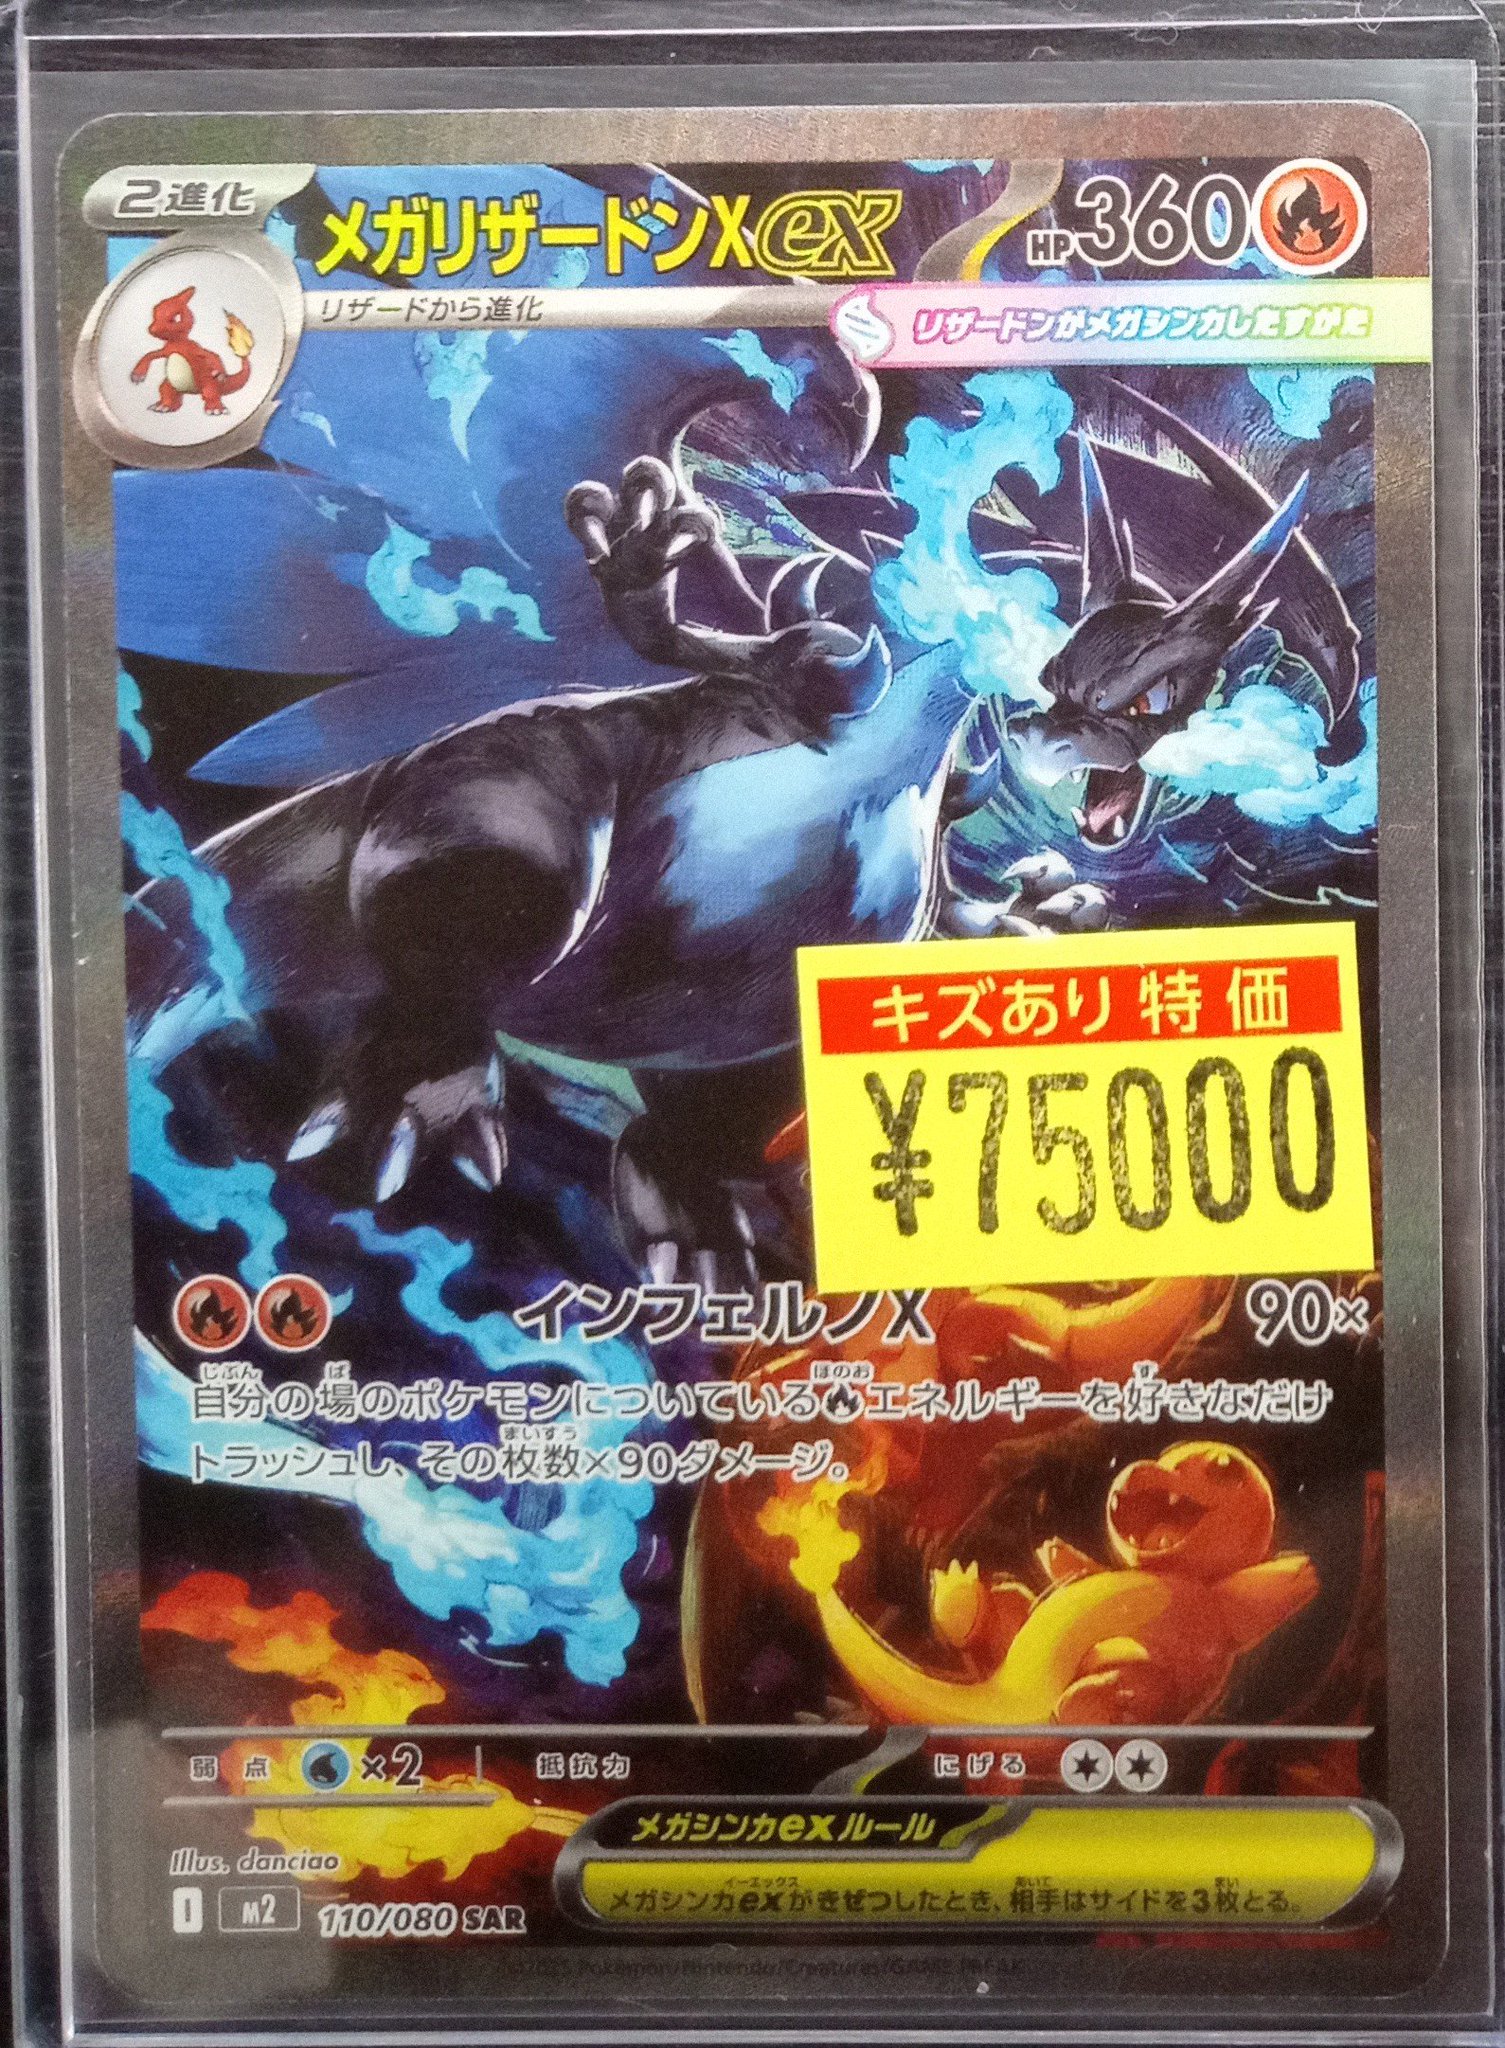 2進化
メガリザードンXex
HP360
リザードから進化
リザードンがメガシンカしたすがた
キズあり 特価
¥75000
インフェルノX 90×
自分の場のポケモンについているエネルギーを好きなだけ
トラッシュし、その枚数×90ダメージ。
弱点 ×2 抵抗力 にげる
メガシンカexルール
メガシンカexがきぜつしたとき、相手はサイドを3枚とる。
Illus. danciao
I M2 110/080 SAR
©2025 Pokémon/Nintendo/Creatures/GAME FREAK